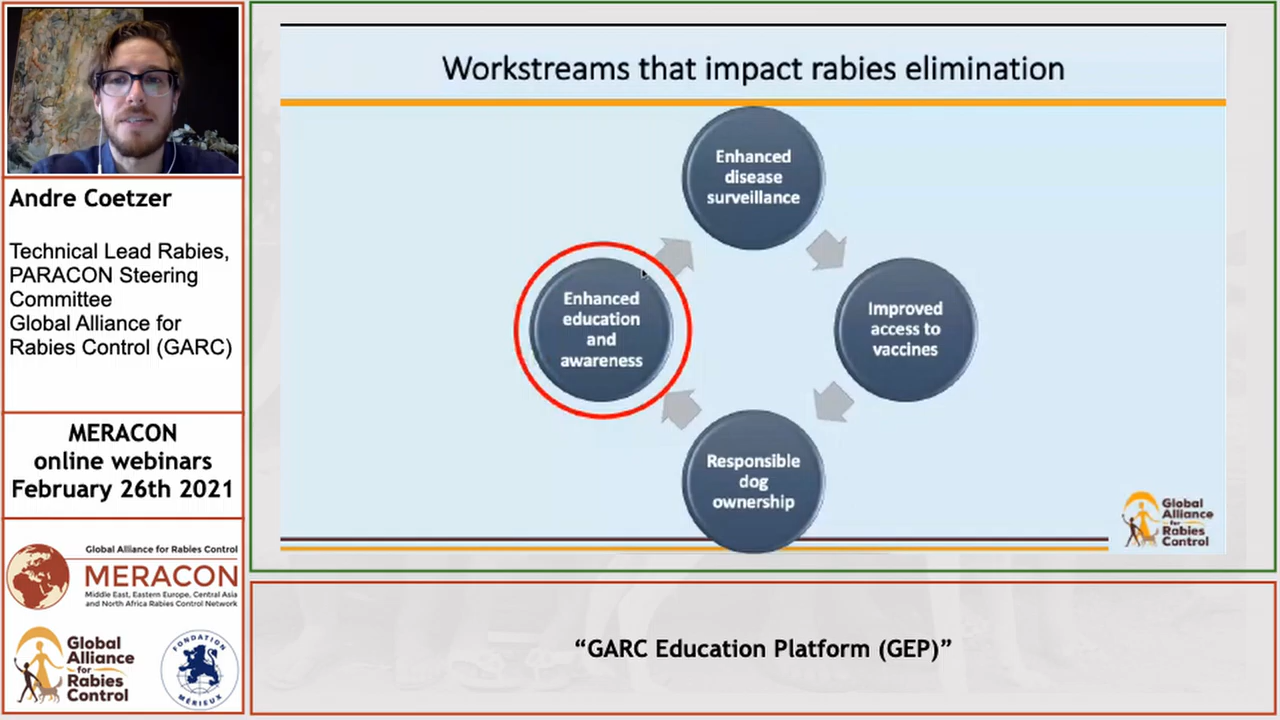 Andre Coetzer
Technical Lead Rabies,
PARACON Steering
Committee
Global Alliance for
Rabies Control (GARC)
MERACON
online webinars
February 26th 2021
Global Alliance for Rabies Control
MERACON
Middle East, Eastern Europe, Central Asia
and North Africa Rabies Control Network
Global
Alliance
for
Rabies
Control
FONDATION
MÉRIEUX
Workstreams that impact rabies elimination
Enhanced
disease
surveillance
Improved
access to
vaccines
Responsible
dog
ownership
Enhanced
education
and
awareness
Global
Alliance
for
Rabies
Control
“GARC Education Platform (GEP)”